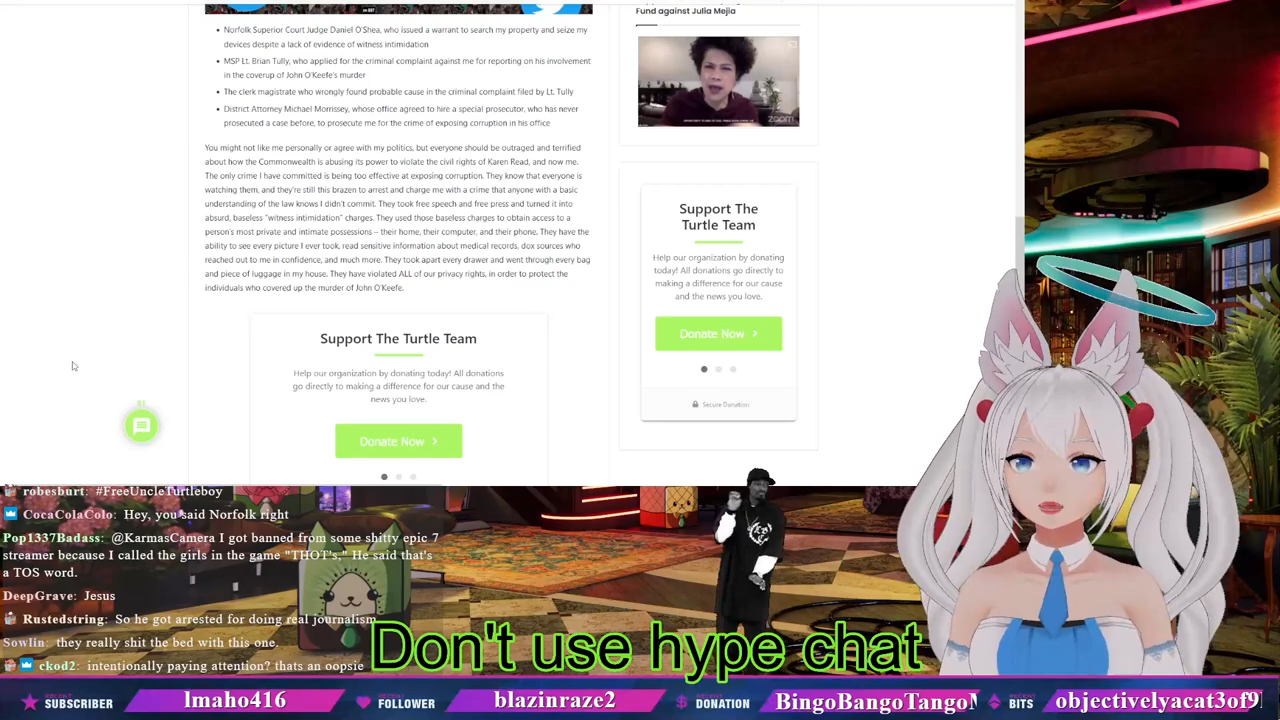 Fund against Julia Mejia
Norfolk Superior Court Judge Daniel O'Shea, who issued a warrant to search my property and seize my
devices despite a lack of evidence of witness intimidation
MSP Lt. Brian Tully, who applied for the criminal complaint against me for reporting on his involvement
in the coverup of John O'Keefe's murder
The clerk magistrate who wrongly found probable cause in the criminal complaint filed by Lt. Tully
District Attorney Michael Morrissey, whose office agreed to hire a special prosecutor, who has never
prosecuted a case before, to prosecute me for the crime of exposing corruption in his office
You might not like me personally or agree with my politics, but everyone should be outraged and terrified
about how the Commonwealth is abusing its power to violate the civil rights of Karen Read, and now me.
The only crime I have committed is being too effective at exposing corruption. They know that everyone is
watching them, and they're still this brazen to arrest and charge me with a crime that anyone with a basic
understanding of the law knows I didn't commit. They took free speech and free press and turned it into
absurd, baseless "witness intimidation" charges. They used those baseless charges to obtain access to a
person's most private and intimate possessions – their home, their computer, and their phone. They have the
ability to see every picture I ever took, read sensitive information about medical records, dox sources who
reached out to me in confidence, and much more. They took apart every drawer and went through every bag
and piece of luggage in my house. They have violated ALL of our privacy rights, in order to protect the
individuals who covered up the murder of John O'Keefe.
zoom
Support The
Turtle Team
Help our organization by donating
today! All donations go directly to
making a difference for our cause
and the news you love.
Donate Now >
Secure Donation
Support The Turtle Team
Help our organization by donating today! All donations
go directly to making a difference for our cause and the
news you love.
Donate Now >
robesburt: #FreeUncleTurtleboy
CocaColaColo: Hey, you said Norfolk right
Pop1337Badass: @KarmasCamera I got banned from some shitty epic 7
streamer because I called the girls in the game "THOT's," He said that's
a TOS word.
DeepGrave: Jesus
Rustedstring: So he got arrested for doing real journalism
Sowlin: they really shit the bed with this one.
ckod2: intentionally paying attention? thats an oopsie
Don't use hype chat
RECENT SUBSCRIBER lmaho416
RECENT FOLLOWER blazinraze2
RECENT DONATION BingoBangoTango
RECENT BITS objectivelyacat3of9